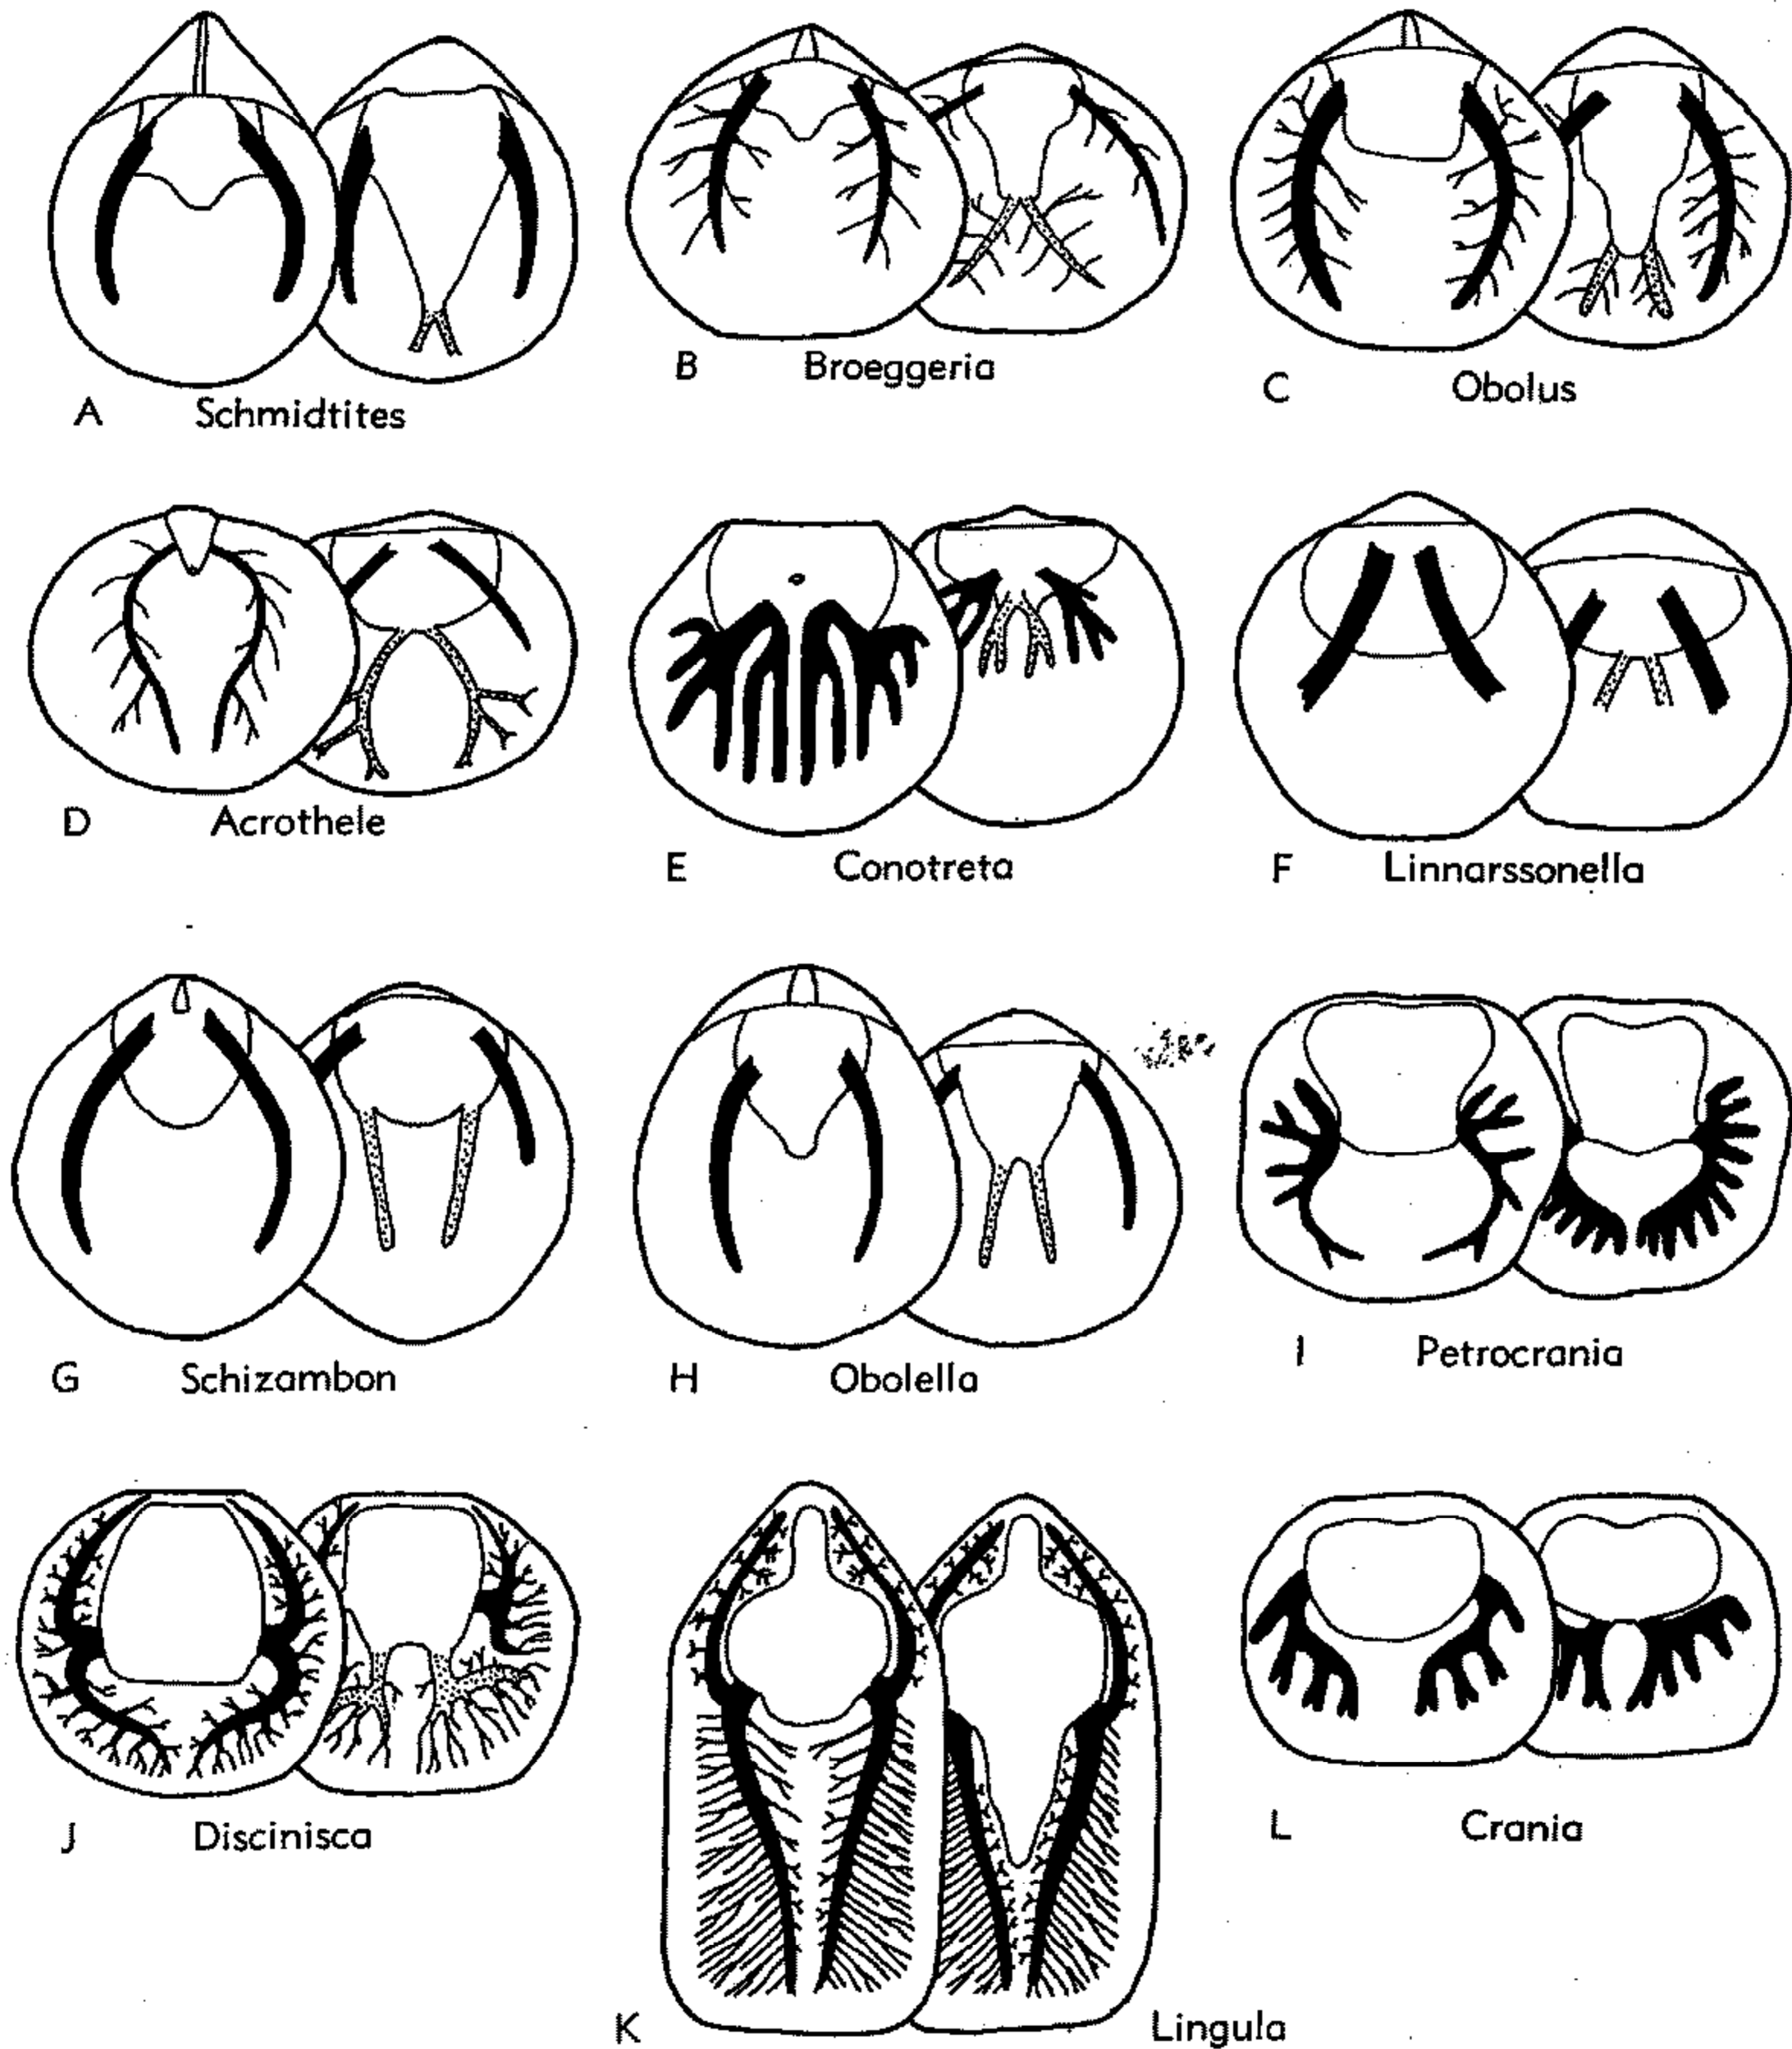 A Schmidtites
B Broeggeria
C Obolus
D Acrothele
E Conotreta
F Linnarssonella
G Schizambon
H Obolella
I Petrocrania
J Discinisca
K Lingula
L Crania